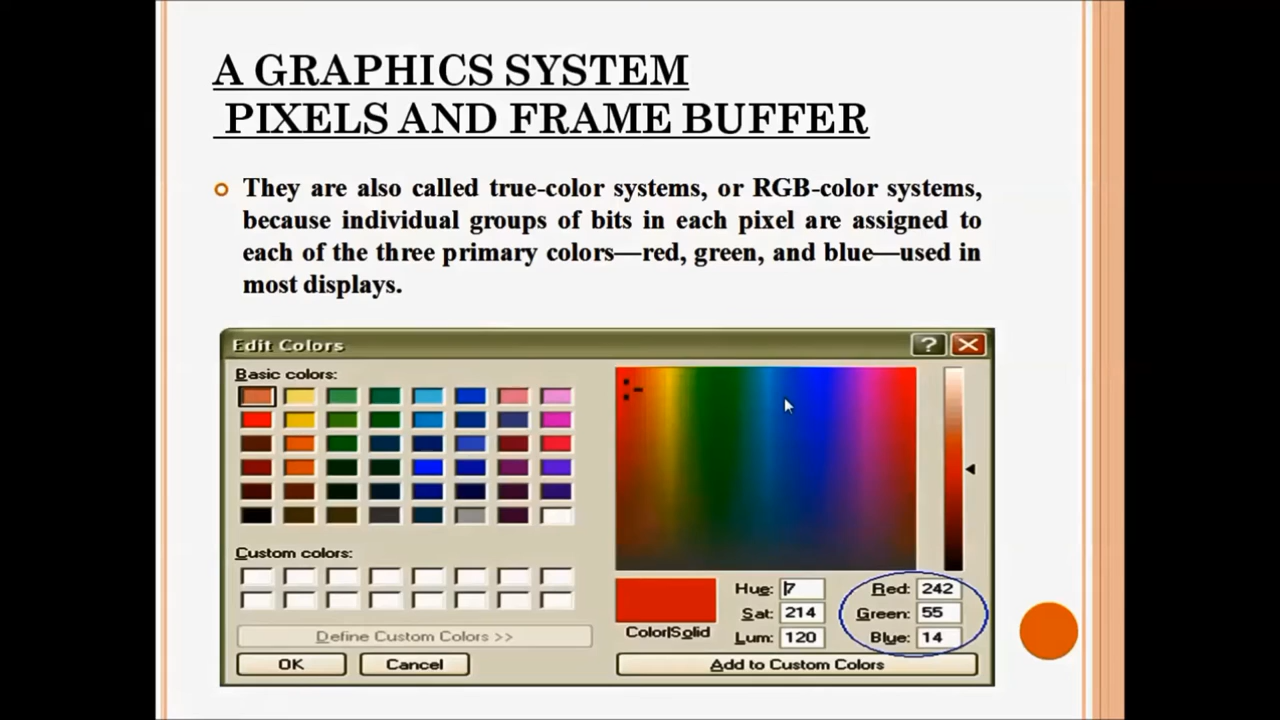 A GRAPHICS SYSTEM
PIXELS AND FRAME BUFFER
They are also called true-color systems, or RGB-color systems,
because individual groups of bits in each pixel are assigned to
each of the three primary colors—red, green, and blue—used in
most displays.
Edit Colors
Basic colors:
Custom colors:
Define Custom Colors >>
OK Cancel
Color|Solid
Hue: 7 Red: 242
Sat: 214 Green: 55
Lum: 120 Blue: 14
Add to Custom Colors